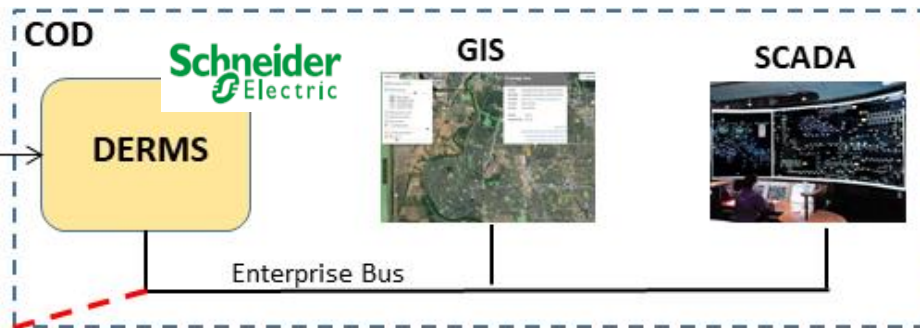 COD
Schneider
Electric
GIS
SCADA
DERMS
Enterprise Bus